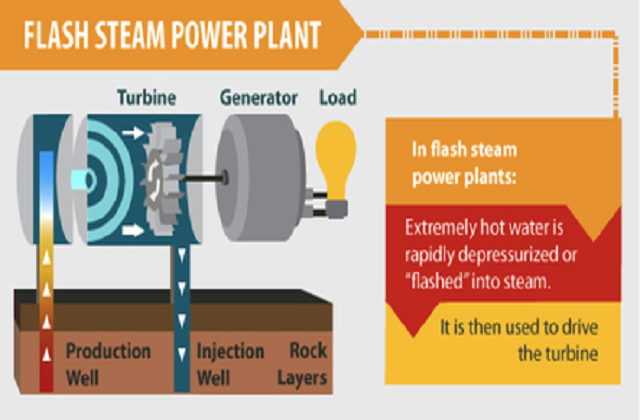 FLASH STEAM POWER PLANT
Turbine Generator Load
In flash steam
power plants:
Extremely hot water is
rapidly depressurized or
"flashed" into steam.
It is then used to drive
the turbine
Production Well
Injection Well
Rock Layers